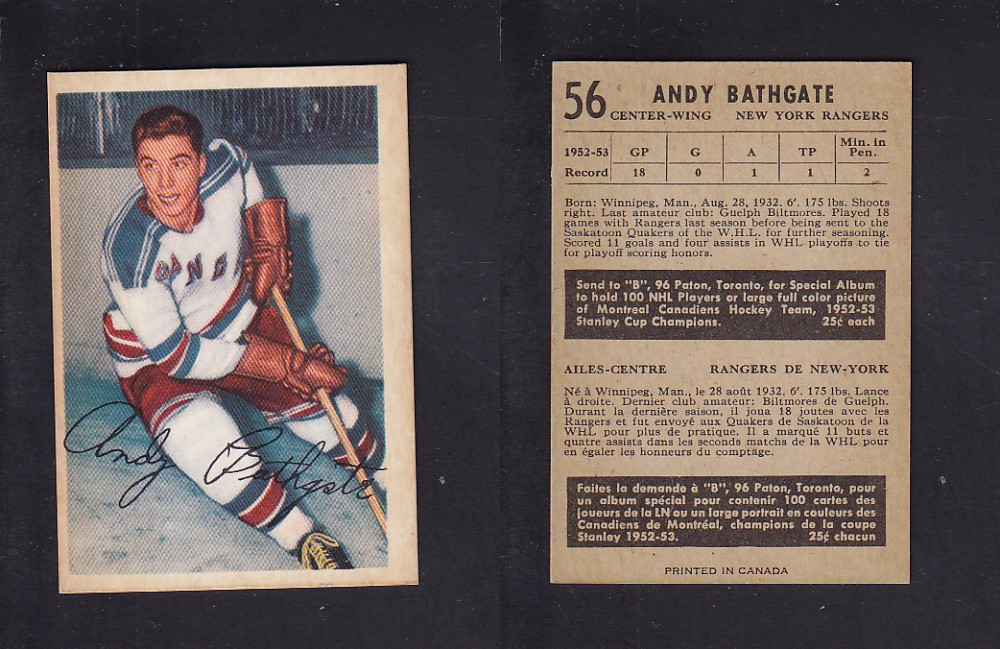 RANG
Andy Bathgate
56 ANDY BATHGATE
CENTER-WING NEW YORK RANGERS
1952-53 GP G A TP Min. in Pen.
Record 18 0 1 1 2
Born: Winnipeg, Man., Aug. 28, 1932. 6'. 175 lbs. Shoots
right. Last amateur club: Guelph Biltmores. Played 18
games with Rangers last season before being sent to the
Saskatoon Quakers of the W.H.L. for further seasoning.
Scored 11 goals and four assists in WHL playoffs to tie
for playoff scoring honors.
Send to "B", 96 Paton, Toronto, for Special Album
to hold 100 NHL Players or large full color picture
of Montreal Canadiens Hockey Team, 1952-53
Stanley Cup Champions. 25¢ each
AILES-CENTRE RANGERS DE NEW-YORK
Né à Winnipeg, Man., le 28 août 1932. 6'. 175 lbs. Lance
à droite. Dernier club amateur: Biltmores de Guelph.
Durant la dernière saison, il joua 18 joutes avec les
Rangers et fut envoyé aux Quakers de Saskatoon de la
WHL pour plus de pratique. Il a marqué 11 buts et
quatre assists dans les seconds matchs de la WHL pour
en égaler les honneurs du comptage.
Faites la demande à "B", 96 Paton, Toronto, pour
un album spécial pour contenir 100 cartes des
joueurs de la LN ou un large portrait en couleurs des
Canadiens de Montréal, champions de la coupe
Stanley 1952-53. 25¢ chacun
PRINTED IN CANADA